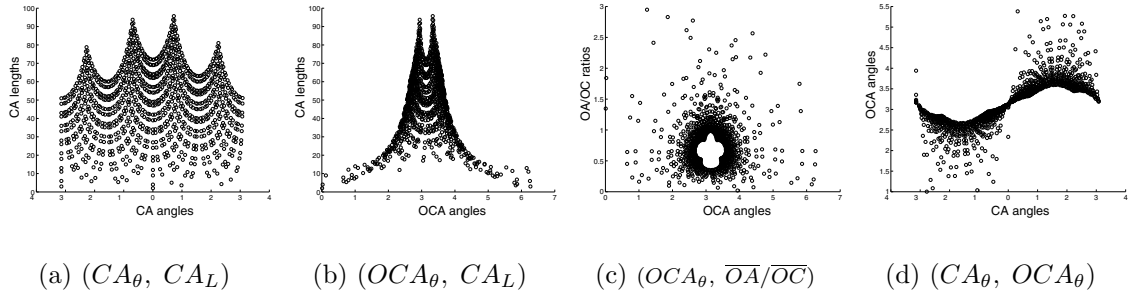 CA lengths
100
90
80
70
60
50
40
30
20
10
0
4 3 2 1 0 1 2 3 4
CA angles
CA lengths
100
90
80
70
60
50
40
30
20
10
0
0 1 2 3 4 5 6 7
OCA angles
OA/OC ratios
3
2.5
2
1.5
1
0.5
0
0 1 2 3 4 5 6 7
OCA angles
OCA angles
5.5
5
4.5
4
3.5
3
2.5
2
1.5
1
4 3 2 1 0 1 2 3 4
CA angles
(a) (CA_θ, CA_L)
(b) (OCA_θ, CA_L)
(c) (OCA_θ, O̅A̅/O̅C̅)
(d) (CA_θ, OCA_θ)